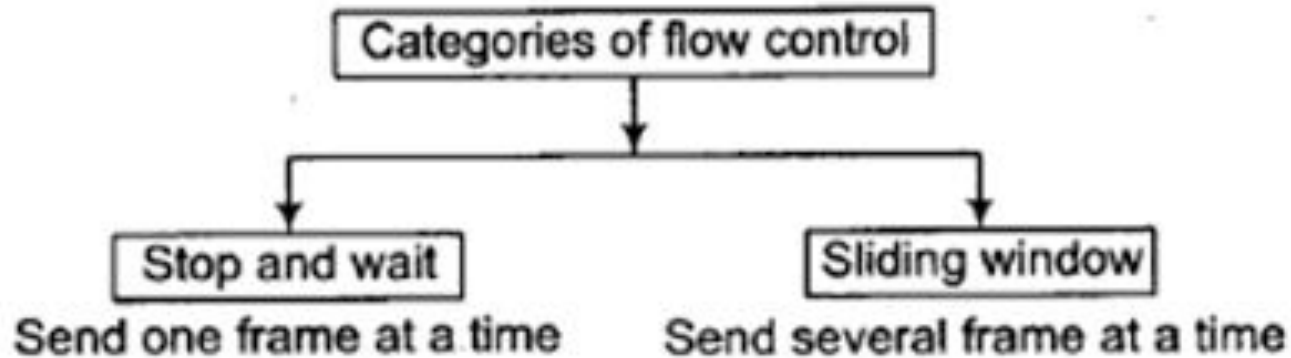 Categories of flow control
Stop and wait
Sliding window
Send one frame at a time
Send several frame at a time